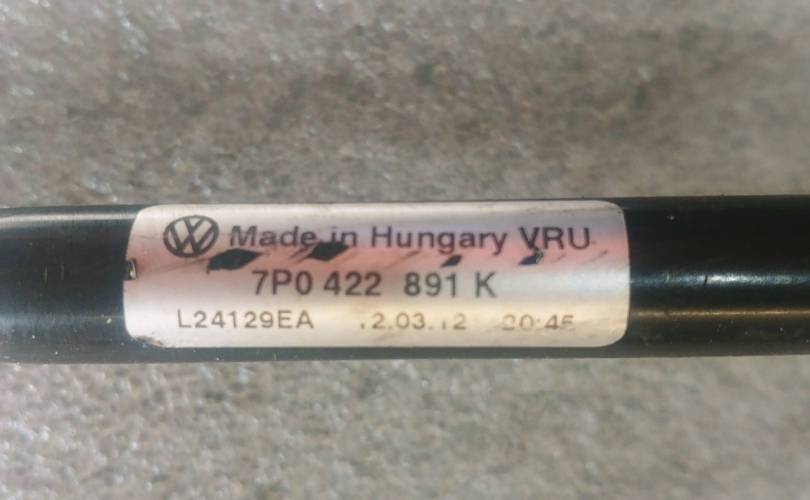 Made in Hungary VRU
7P0 422 891 K
L24129EA 12.03.12 20:45